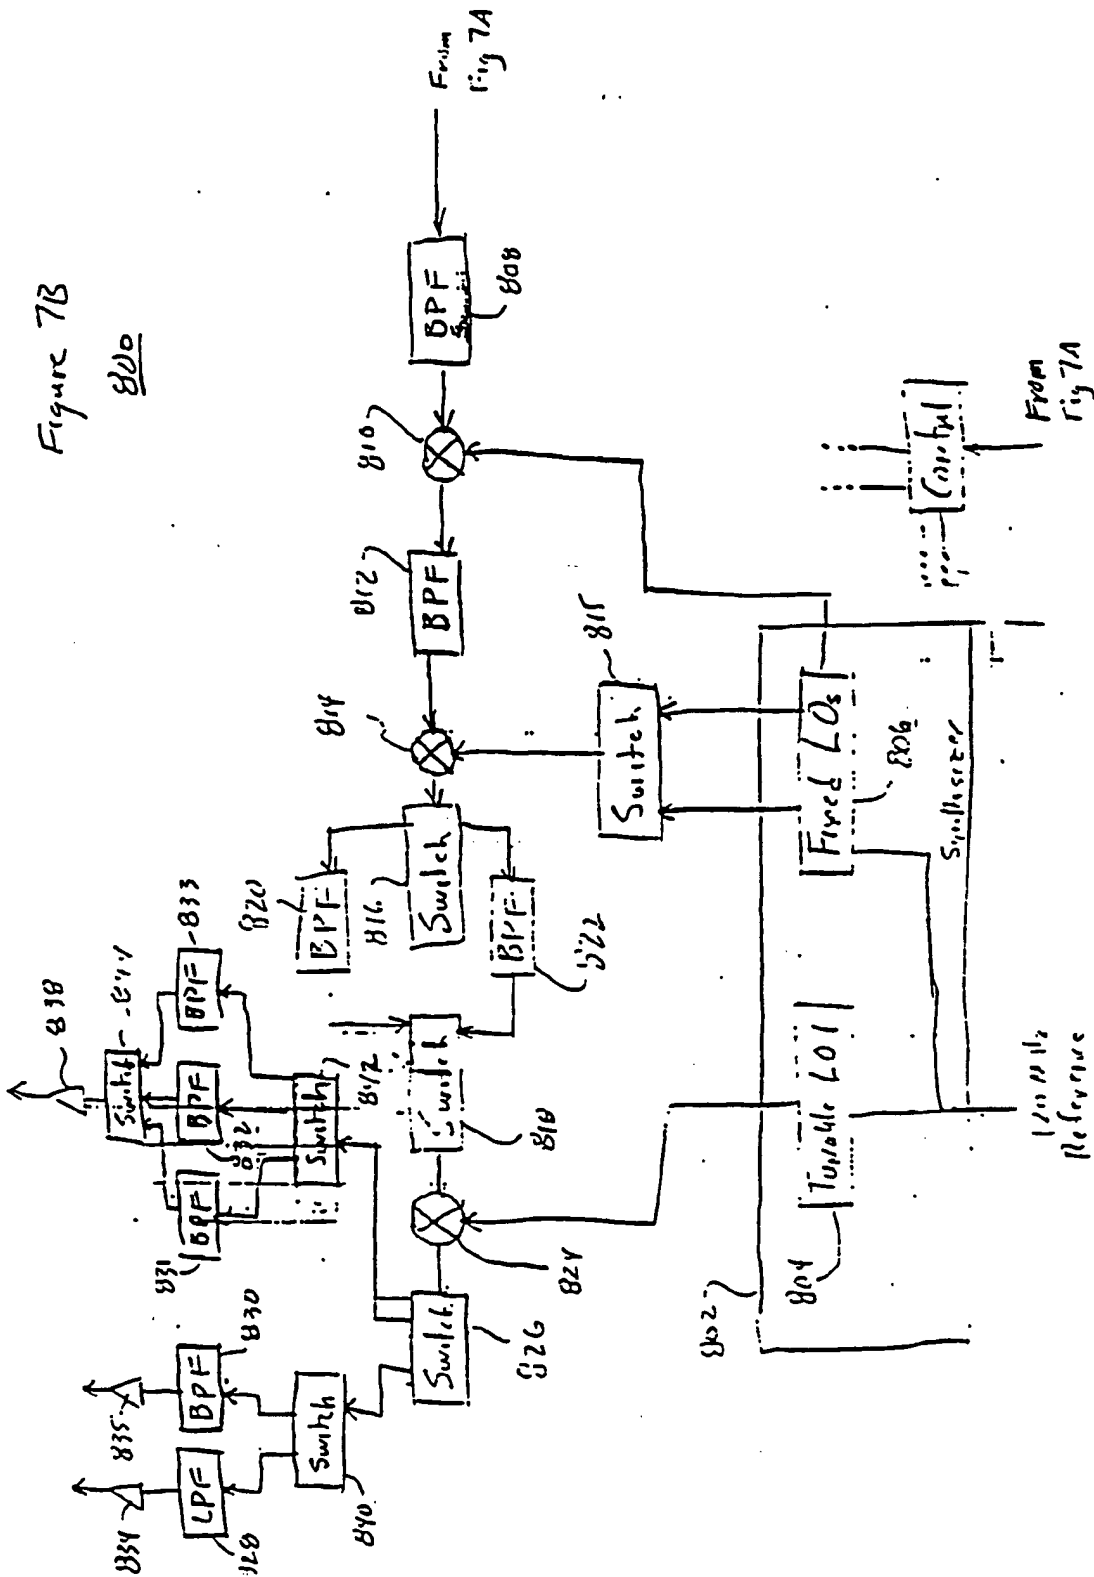 Figure 7B
800
From
Fig 7A
BPF
808
810
BPF
812
814
Switch
815
Switch
816
BPF
820
BPF
822
Switch
818
824
Switch
826
Switch
842
BPF
831
BPF
832
BPF
833
Switch
844
838
Switch
840
LPF
828
BPF
830
834
835
802
Tunable LO1
804
Fixed LOs
806
Synthesizer
Reference
Control
From
Fig 7A